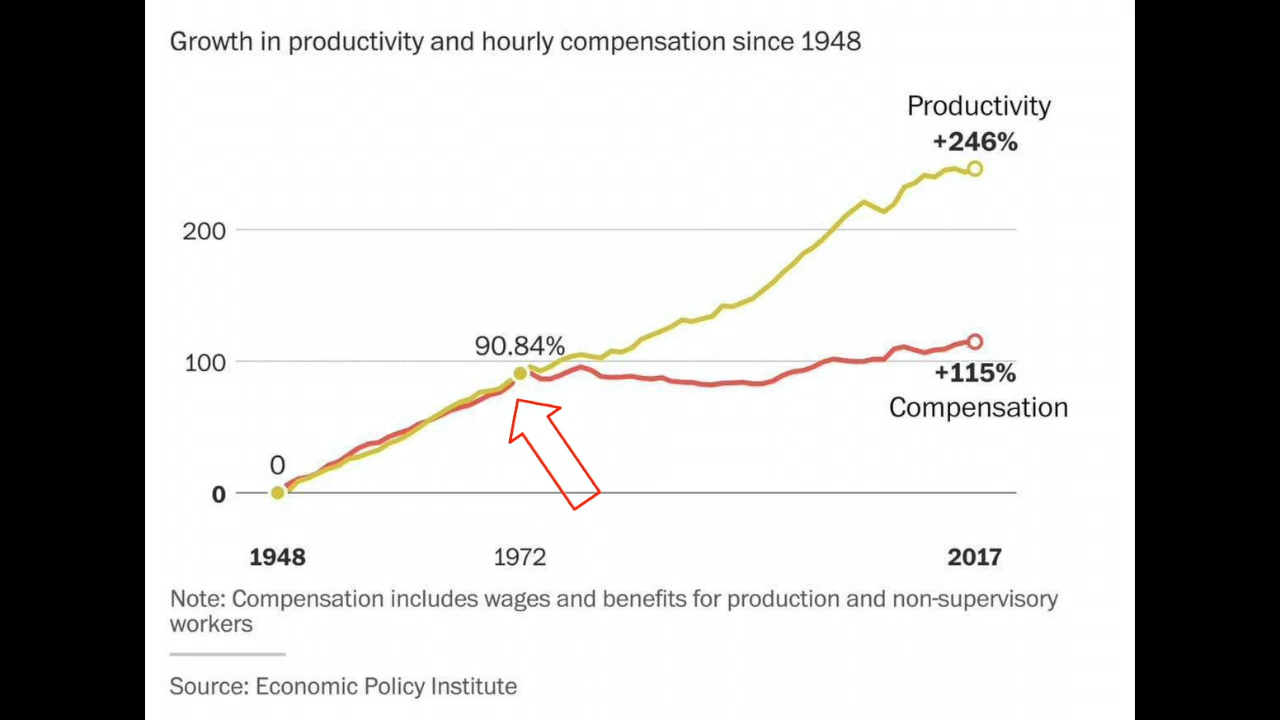 Growth in productivity and hourly compensation since 1948
Productivity
+246%
200
90.84%
100
+115%
Compensation
0
0
1948
1972
2017
Note: Compensation includes wages and benefits for production and non-supervisory
workers
Source: Economic Policy Institute